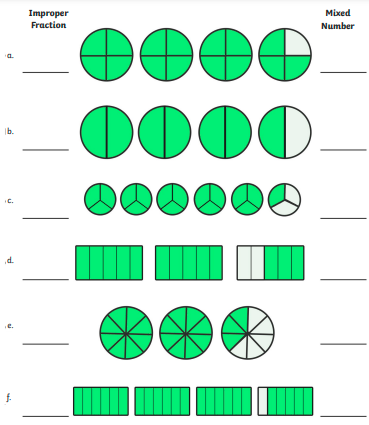 Improper Mixed
Fraction Number
a.
b.
c.
d.
e.
f.